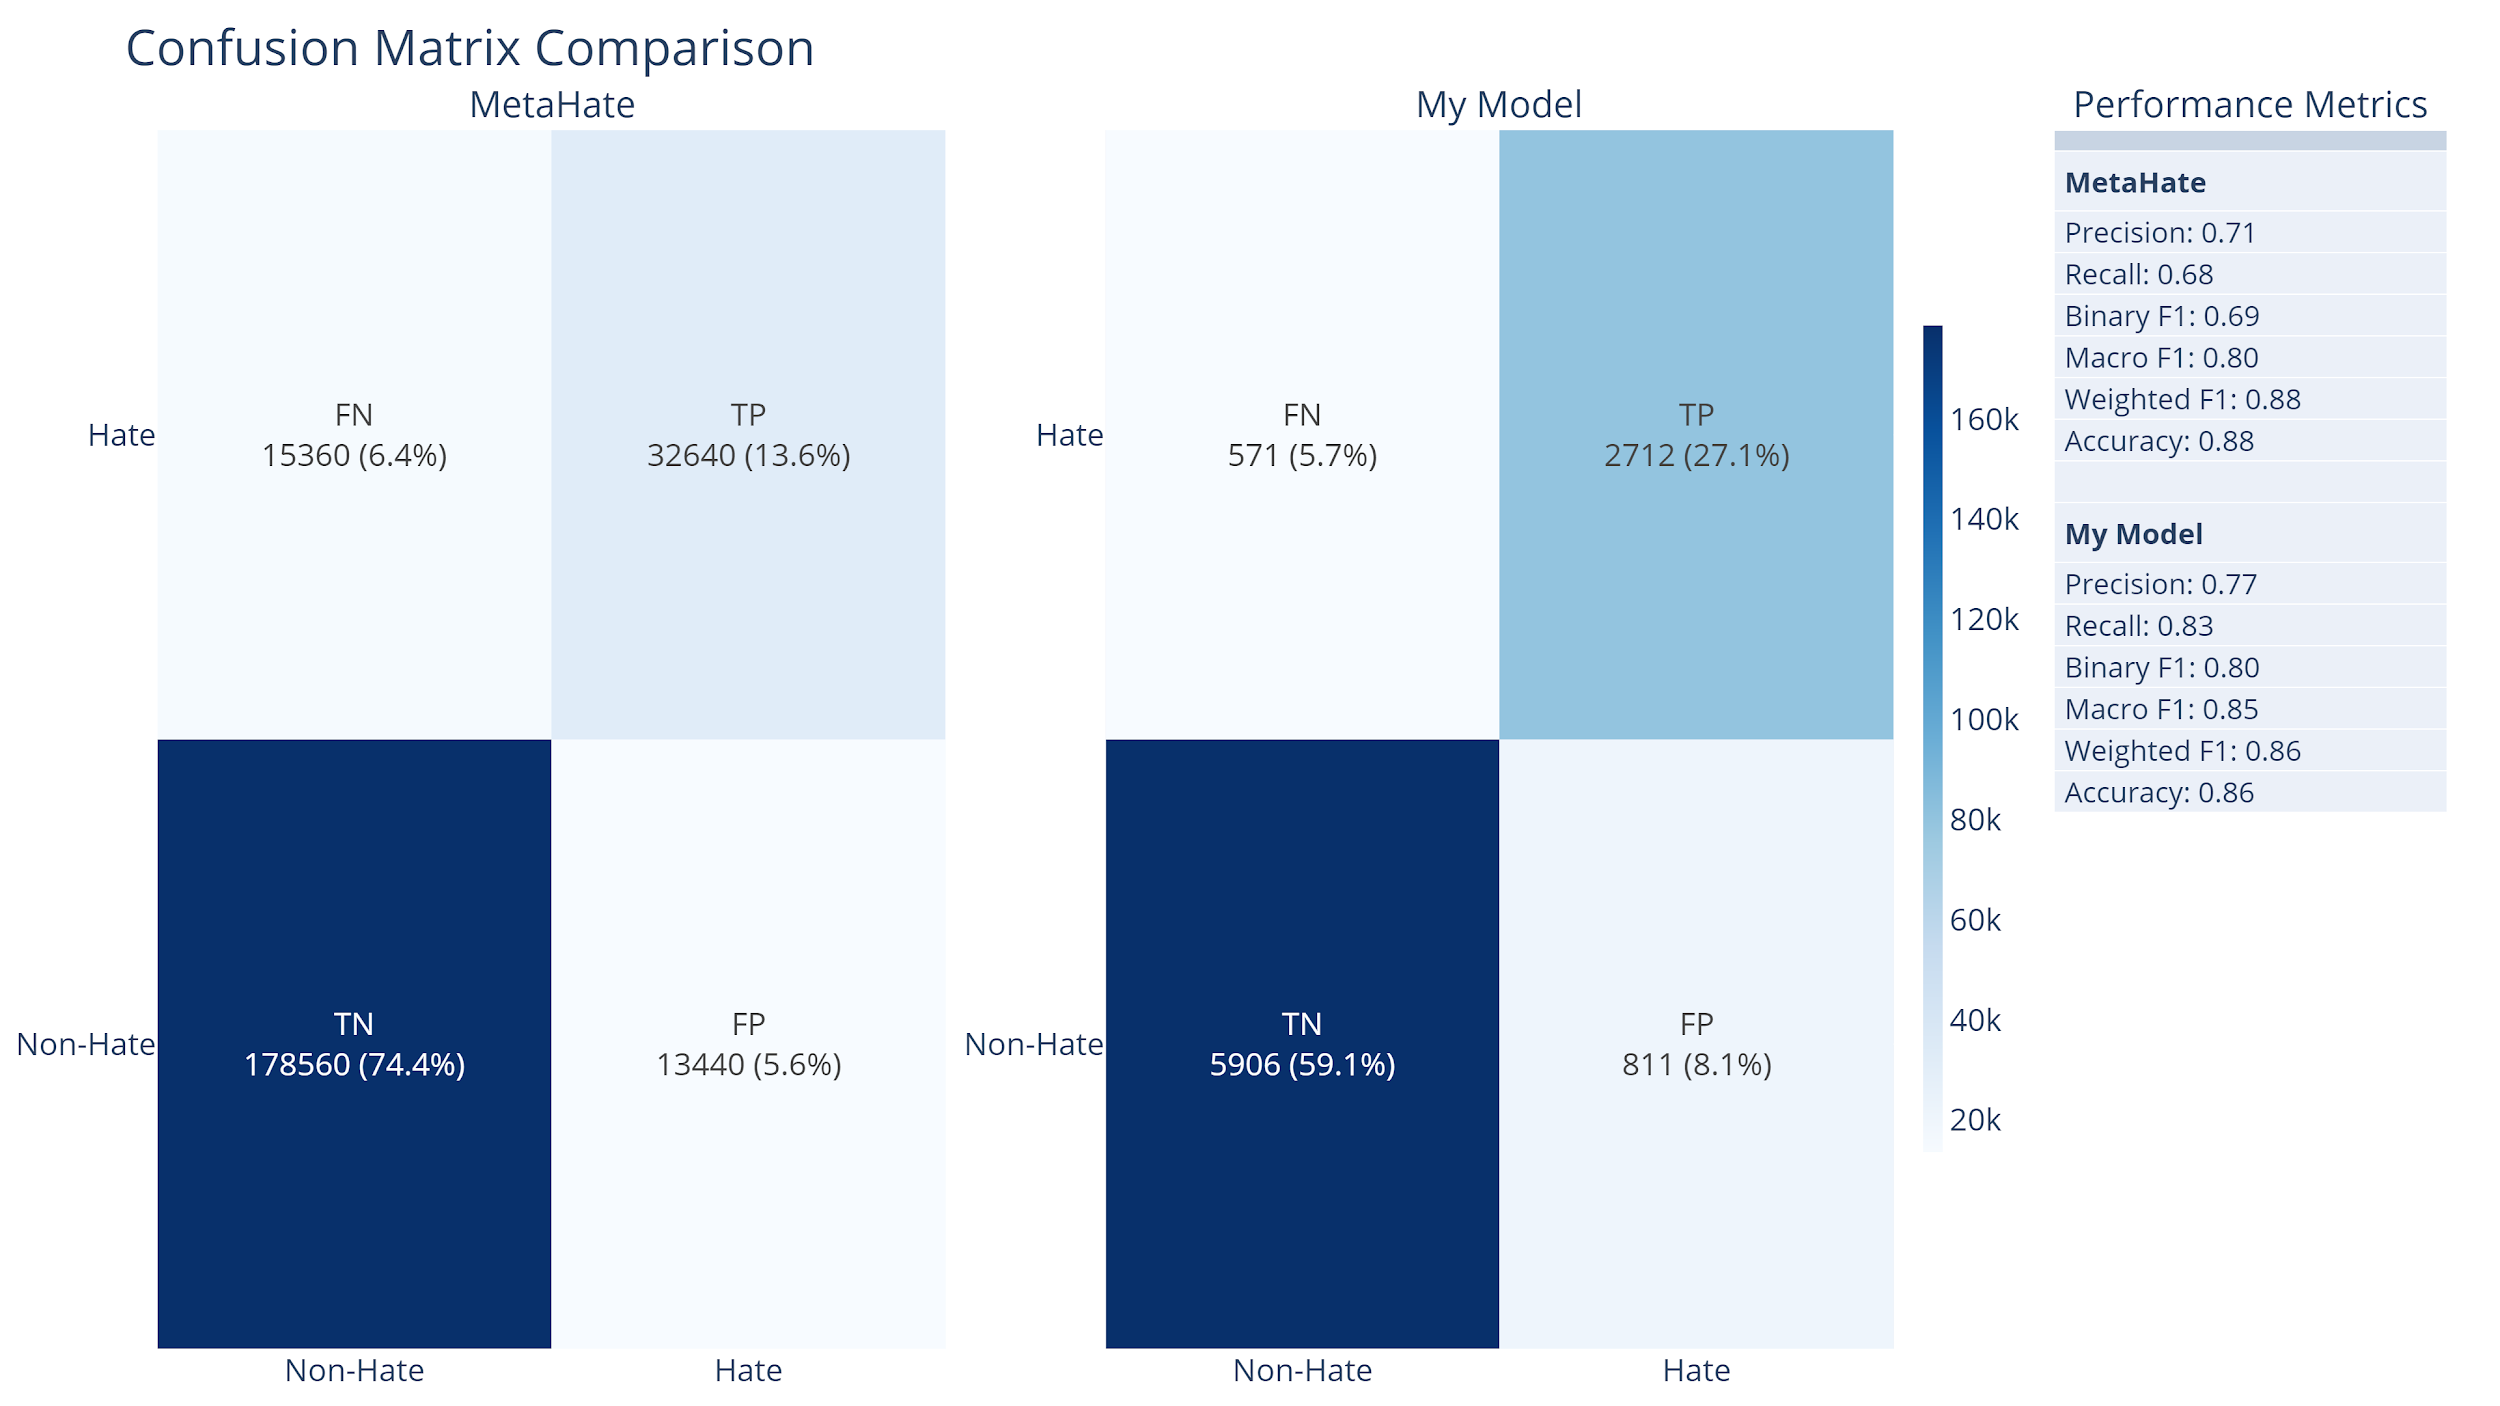 Confusion Matrix Comparison
MetaHate
Hate
FN
15360 (6.4%)
TP
32640 (13.6%)
Non-Hate
TN
178560 (74.4%)
FP
13440 (5.6%)
Non-Hate
Hate
My Model
Hate
FN
571 (5.7%)
TP
2712 (27.1%)
Non-Hate
TN
5906 (59.1%)
FP
811 (8.1%)
Non-Hate
Hate
160k
140k
120k
100k
80k
60k
40k
20k
Performance Metrics
MetaHate
Precision: 0.71
Recall: 0.68
Binary F1: 0.69
Macro F1: 0.80
Weighted F1: 0.88
Accuracy: 0.88
My Model
Precision: 0.77
Recall: 0.83
Binary F1: 0.80
Macro F1: 0.85
Weighted F1: 0.86
Accuracy: 0.86